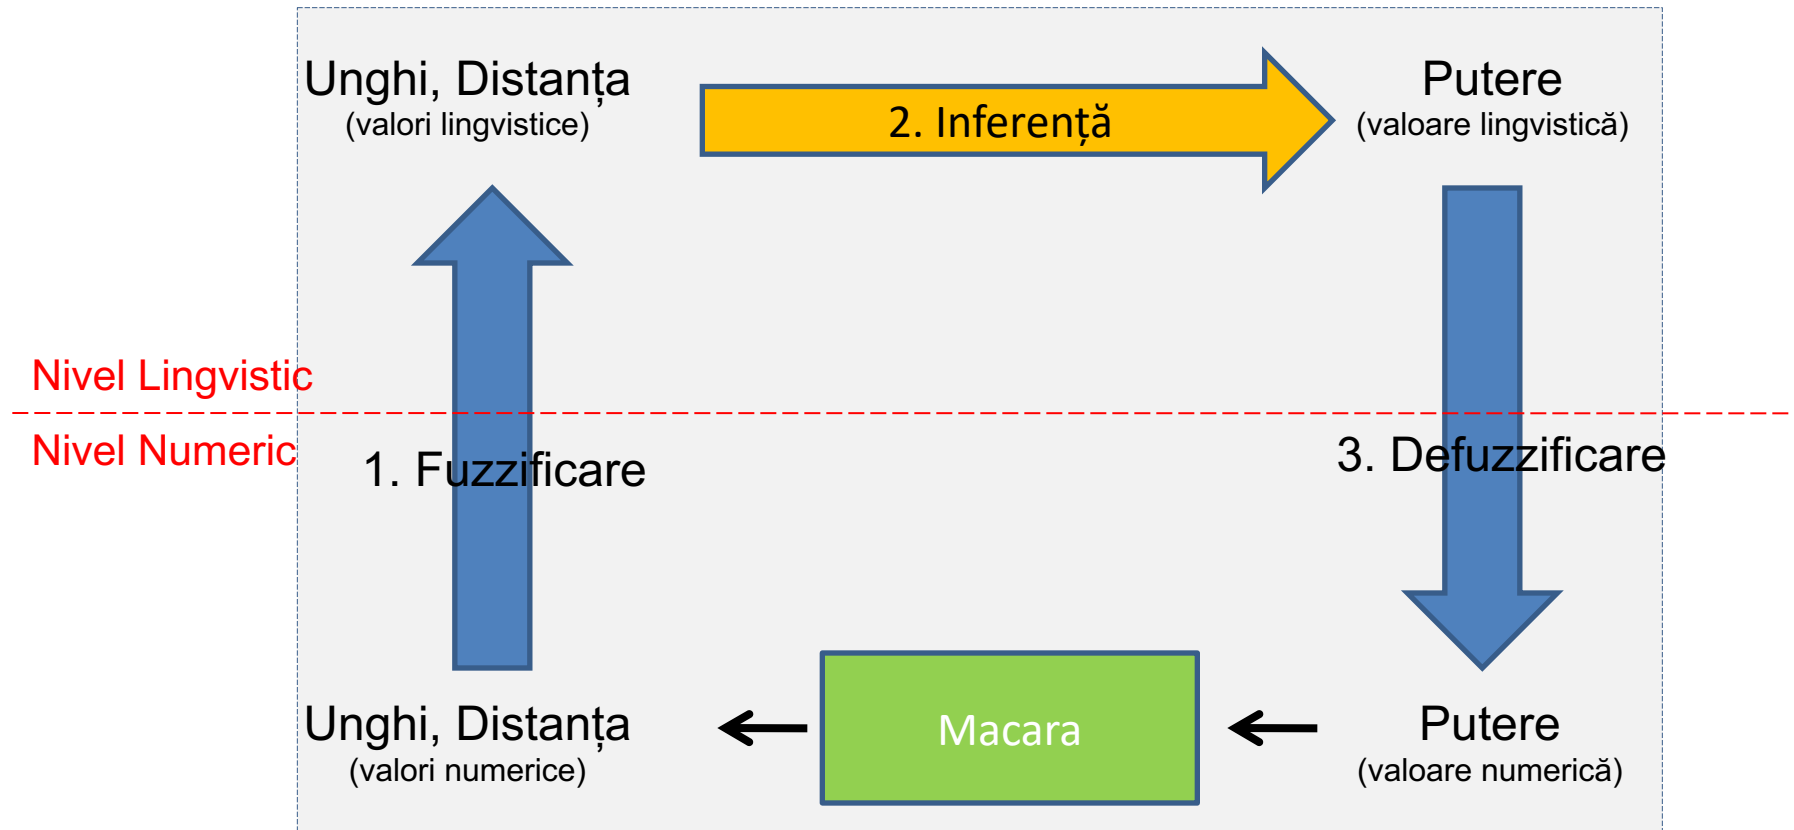 Unghi, Distanța
(valori lingvistice)
2. Inferență
Putere
(valoare lingvistică)
Nivel Lingvistic
Nivel Numeric
1. Fuzzificare
3. Defuzzificare
Unghi, Distanța
(valori numerice)
Macara
Putere
(valoare numerică)